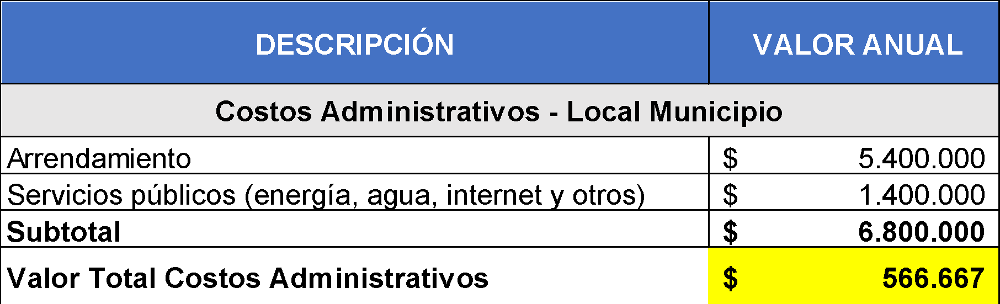 DESCRIPCIÓN VALOR ANUAL
Costos Administrativos - Local Municipio
Arrendamiento $ 5.400.000
Servicios públicos (energía, agua, internet y otros) $ 1.400.000
Subtotal $ 6.800.000
Valor Total Costos Administrativos $ 566.667